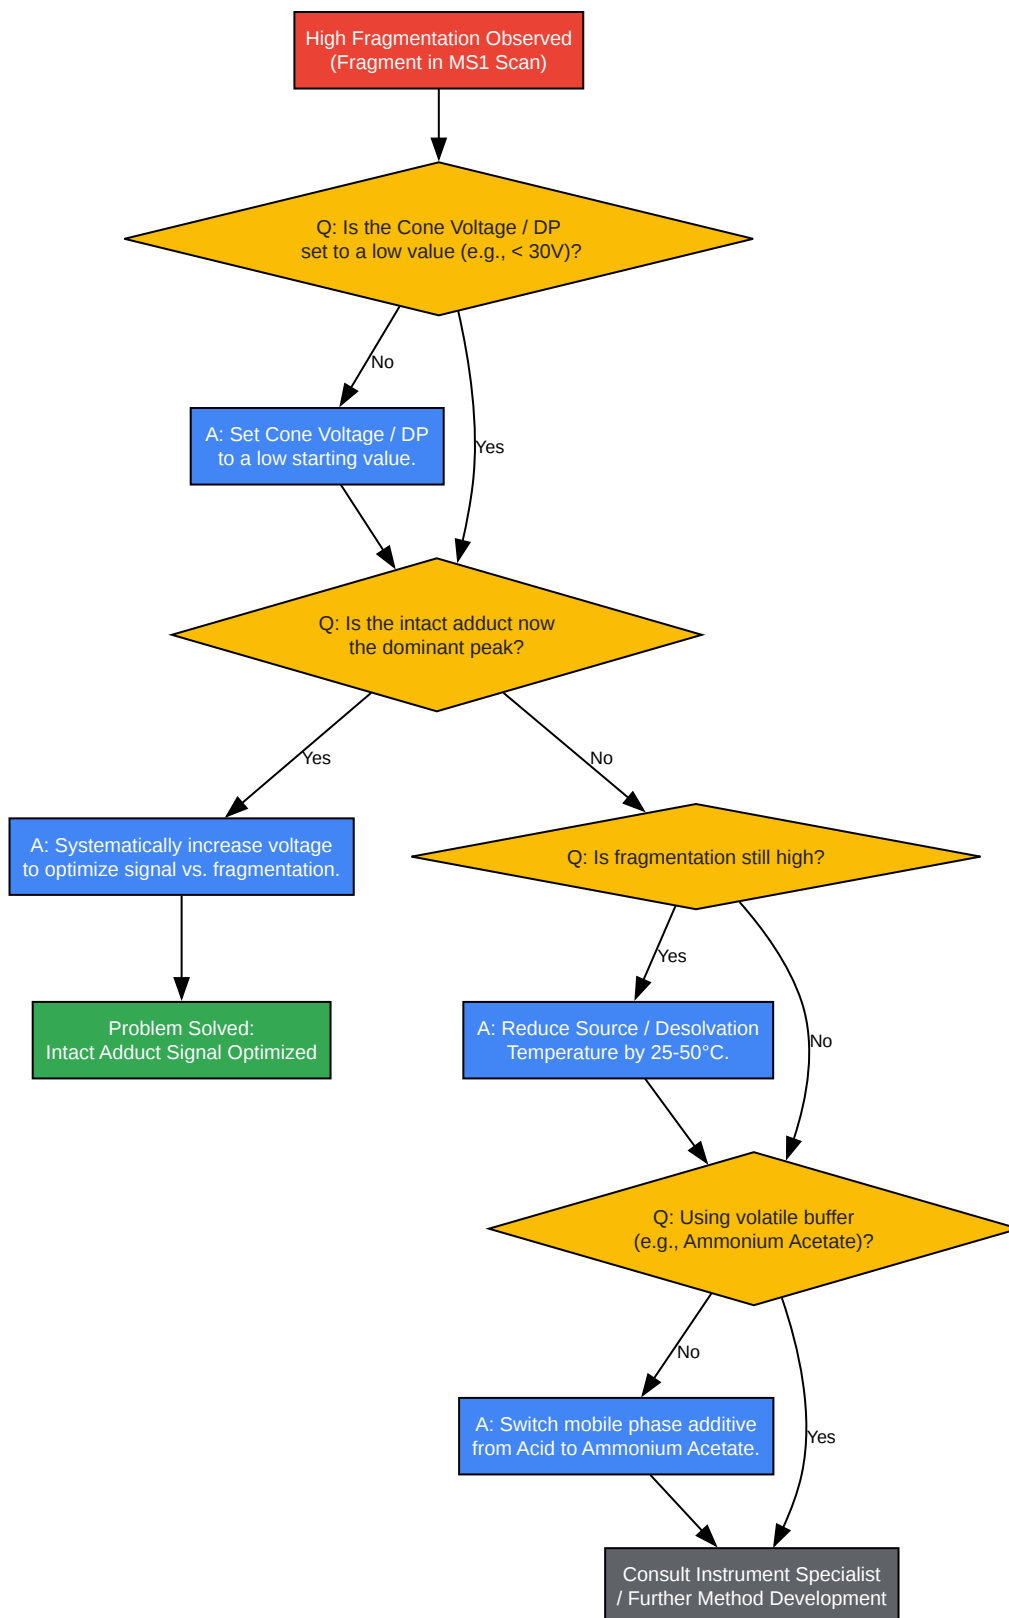 High Fragmentation Observed
(Fragment in MS1 Scan)
Q: Is the Cone Voltage / DP
set to a low value (e.g., < 30V)?
No
A: Set Cone Voltage / DP
to a low starting value.
Yes
Q: Is the intact adduct now
the dominant peak?
Yes
No
A: Systematically increase voltage
to optimize signal vs. fragmentation.
Q: Is fragmentation still high?
Yes
Problem Solved:
Intact Adduct Signal Optimized
A: Reduce Source / Desolvation
Temperature by 25-50°C.
No
Q: Using volatile buffer
(e.g., Ammonium Acetate)?
No
A: Switch mobile phase additive
from Acid to Ammonium Acetate.
Yes
Consult Instrument Specialist
/ Further Method Development